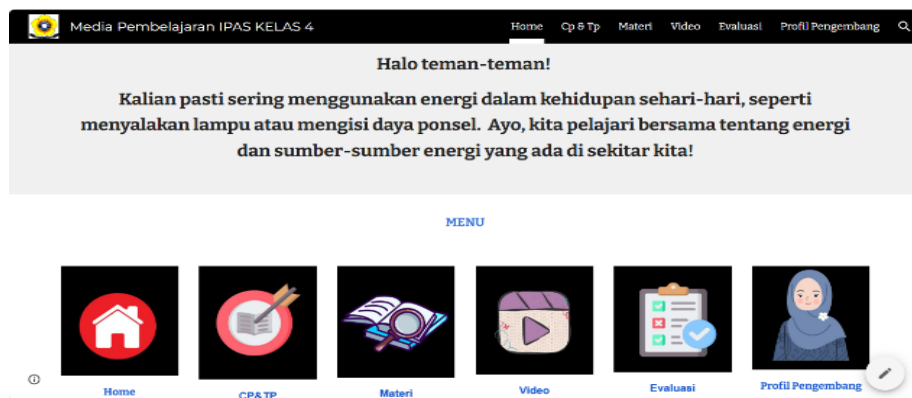 Media Pembelajaran IPAS KELAS 4
Home Cp & Tp Materi Video Evaluasi Profil Pengembang
Halo teman-teman!
Kalian pasti sering menggunakan energi dalam kehidupan sehari-hari, seperti
menyalakan lampu atau mengisi daya ponsel. Ayo, kita pelajari bersama tentang energi
dan sumber-sumber energi yang ada di sekitar kita!
MENU
Home CP&TP Materi Video Evaluasi Profil Pengembang